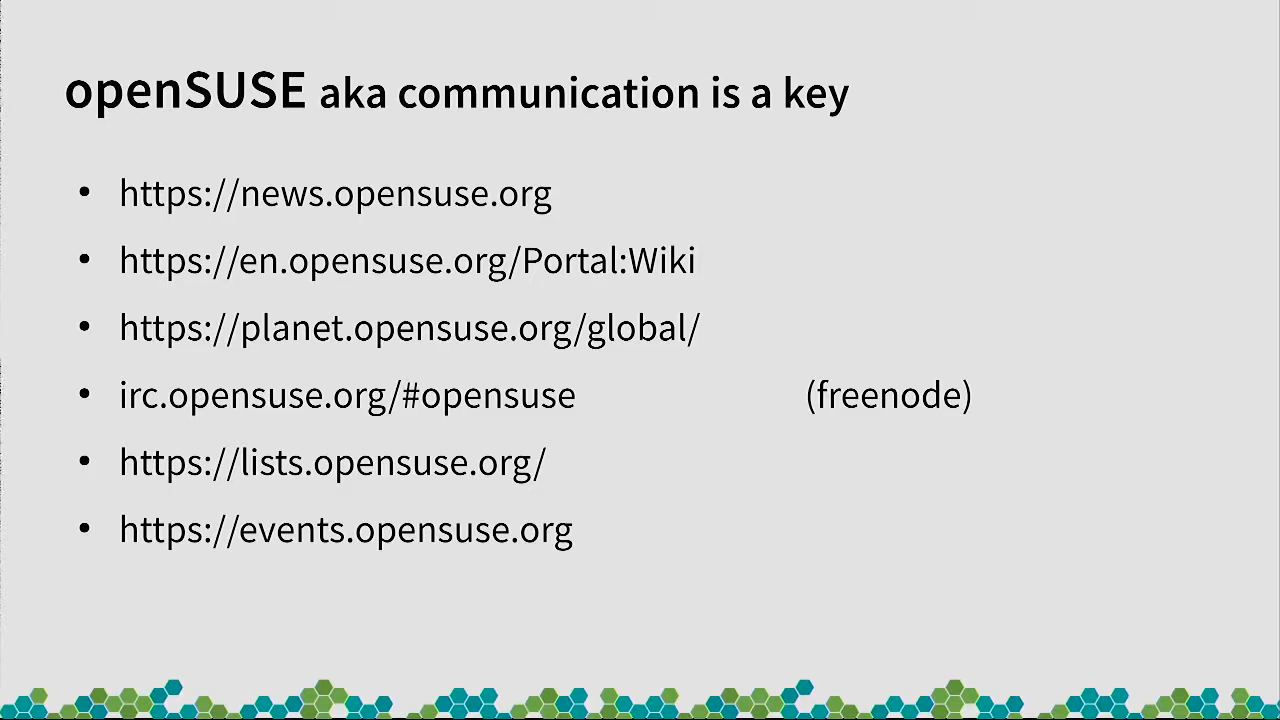 openSUSE aka communication is a key
• https://news.opensuse.org
• https://en.opensuse.org/Portal:Wiki
• https://planet.opensuse.org/global/
• irc.opensuse.org/#opensuse (freenode)
• https://lists.opensuse.org/
• https://events.opensuse.org